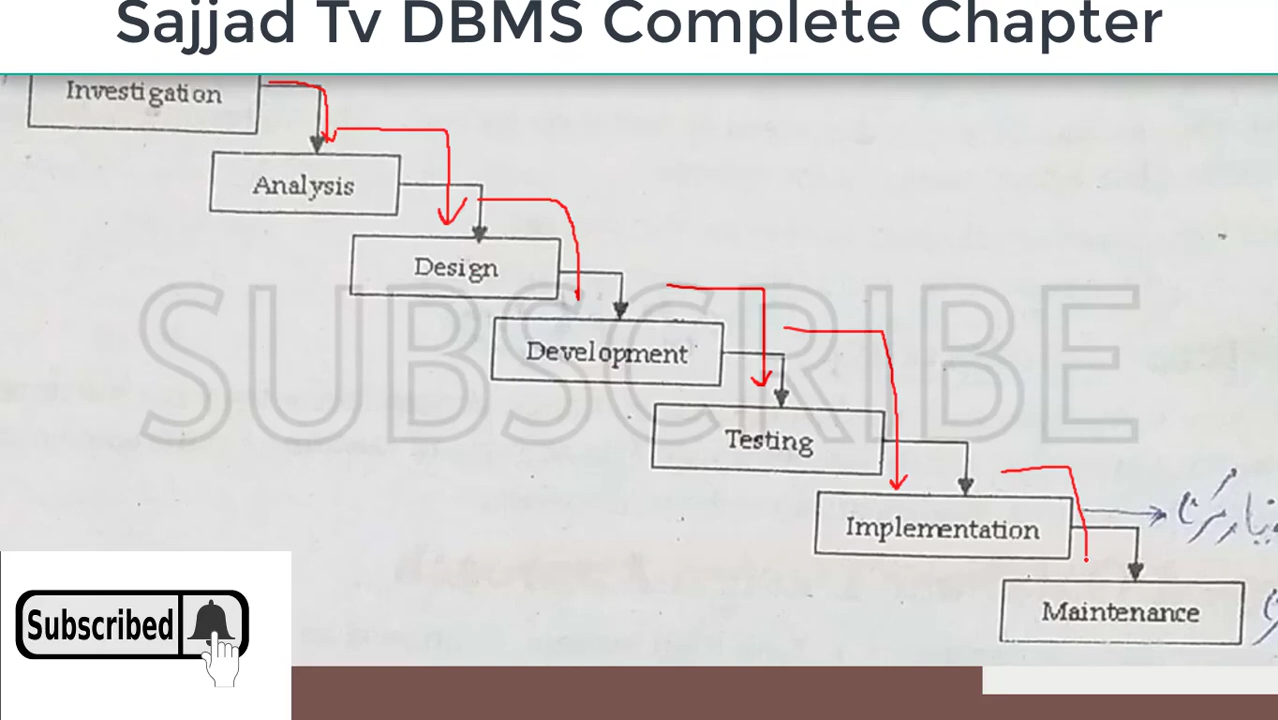 Sajjad Tv DBMS Complete Chapter
Investigation
Analysis
Design
SUBSCRIBE
Development
Testing
Implementation
Maintenance
Subscribed